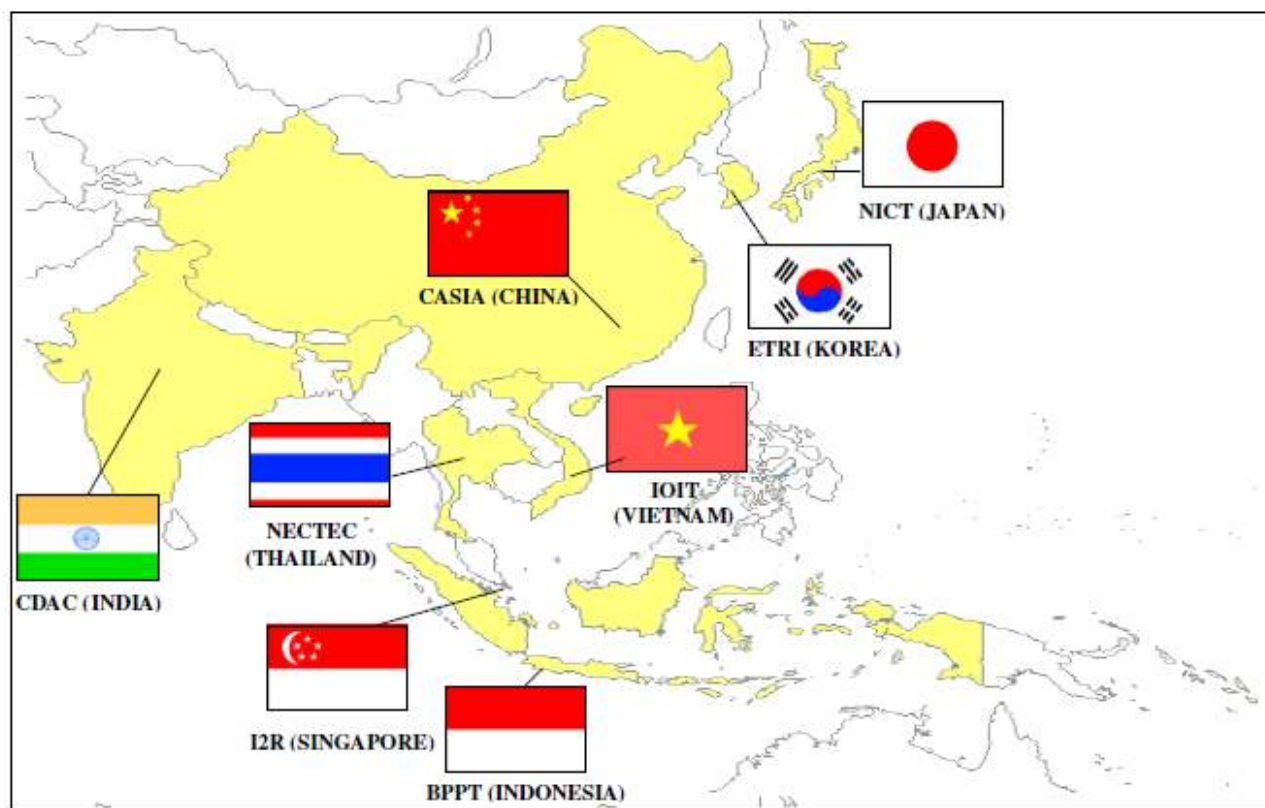 NICT (JAPAN)
CASIA (CHINA)
ETRI (KOREA)
IOIT
(VIETNAM)
NECTEC
(THAILAND)
CDAC (INDIA)
I2R (SINGAPORE)
BPPT (INDONESIA)